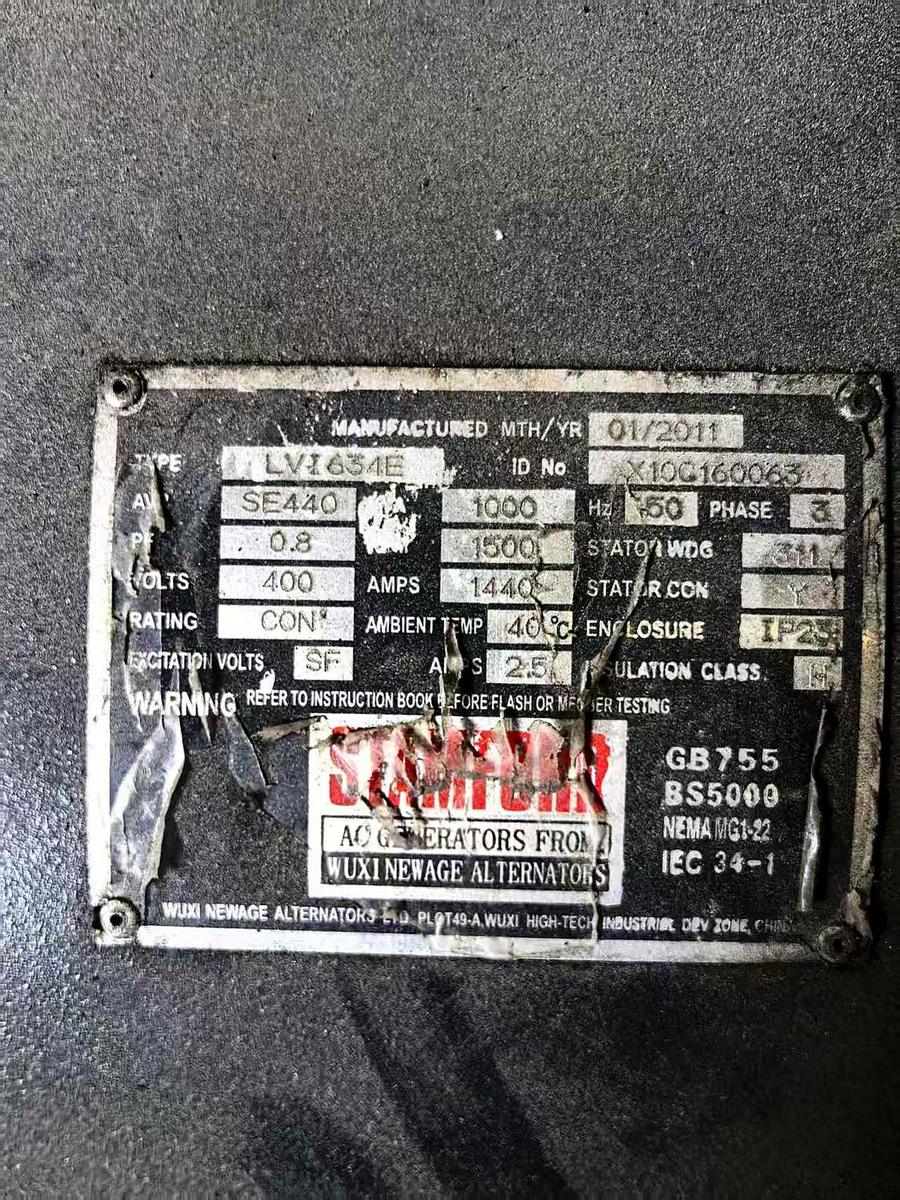 MANUFACTURED MTH/YR 01/2011
TYPE LVI634E ID No X10G160063
AVR SE440 1000 Hz 50 PHASE 3
PF 0.8 1500 STATOR WDG 311
VOLTS 400 AMPS 1440 STATOR CON Y
RATING CON AMBIENT TEMP 40°C ENCLOSURE IP23
EXCITATION VOLTS SF AMPS 2.5 INSULATION CLASS H
WARNING REFER TO INSTRUCTION BOOK BEFORE FLASH OR MEGGER TESTING
STAMFORD
AC GENERATORS FROM
WUXI NEWAGE ALTERNATORS
GB755
BS5000
NEMA MG1-22
IEC 34-1
WUXI NEWAGE ALTERNATORS LTD PLOT49-A,WUXI HIGH-TECH INDUSTRIAL DEV ZONE, CHINA